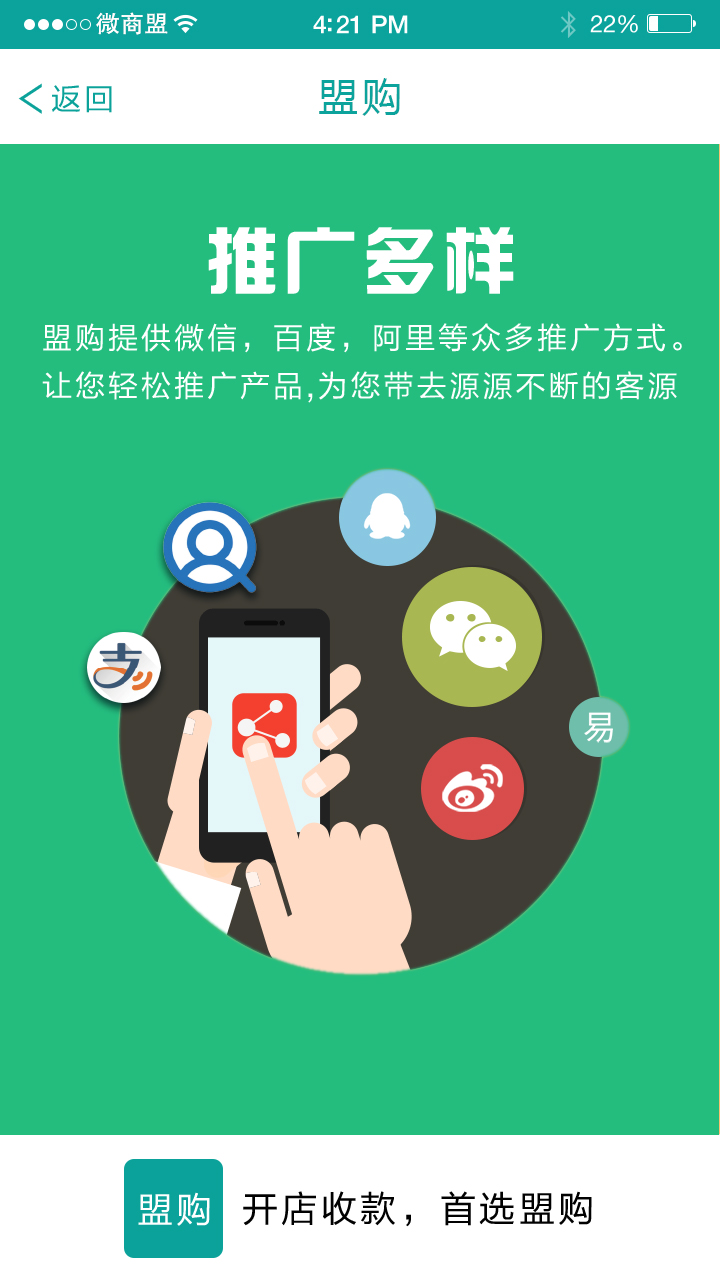 微商盟 4:21 PM 22%
返回 盟购
推广多样
盟购提供微信，百度，阿里等众多推广方式。
让您轻松推广产品,为您带去源源不断的客源
支
易
盟购 开店收款，首选盟购